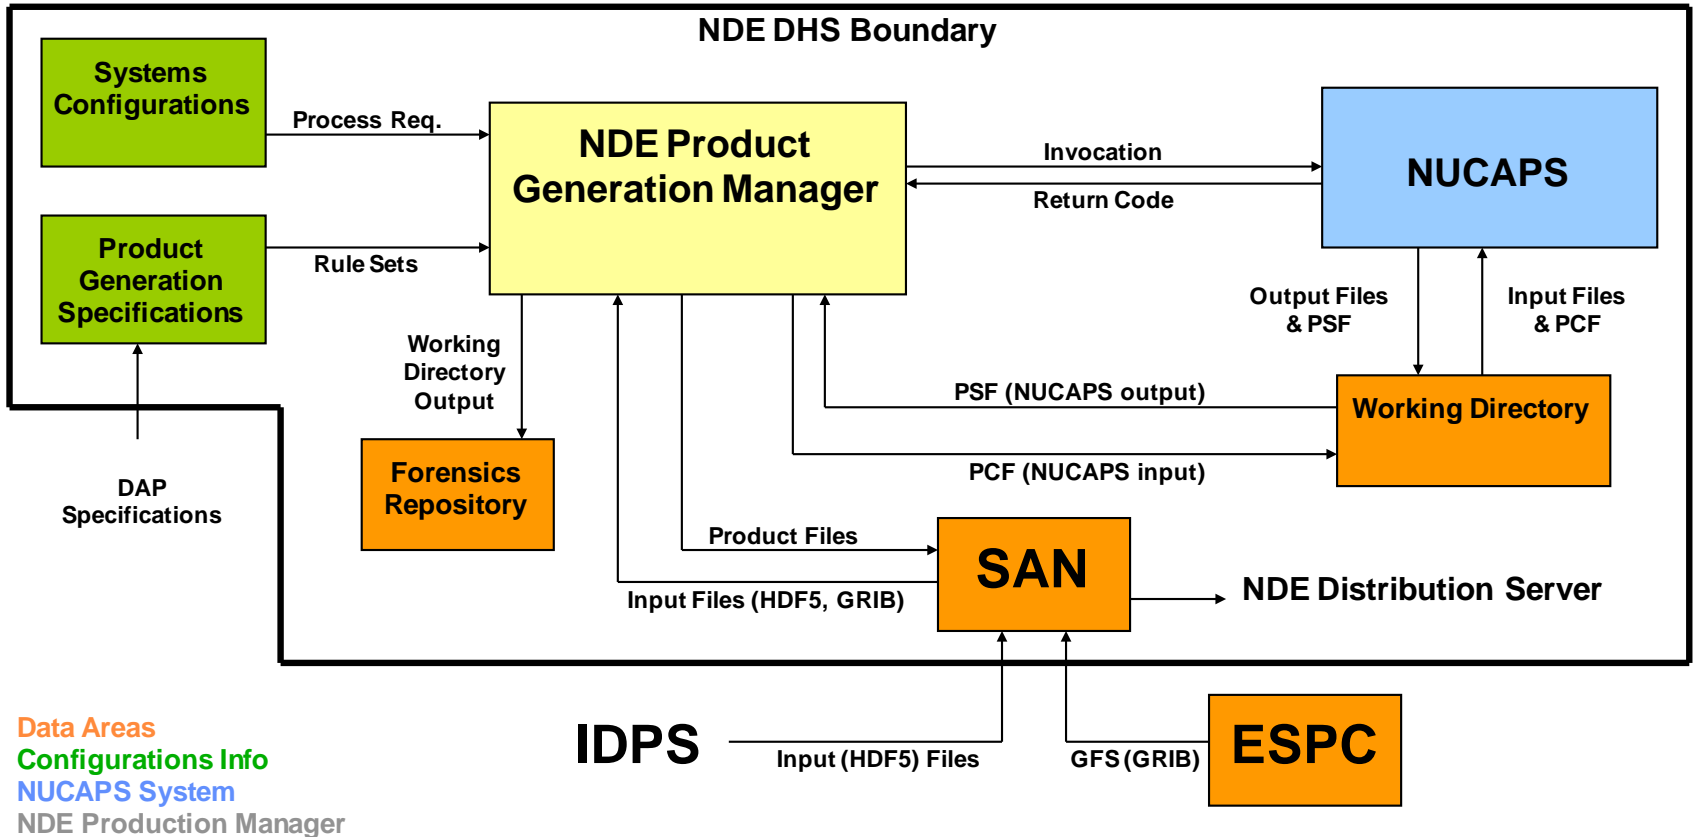 NDE DHS Boundary
Systems
Configurations
Process Req.
NDE Product
Generation Manager
Invocation
Return Code
NUCAPS
Product
Generation
Specifications
Rule Sets
Output Files
& PSF
Input Files
& PCF
Working
Directory
Output
PSF (NUCAPS output)
Working Directory
PCF (NUCAPS input)
Forensics
Repository
DAP
Specifications
Product Files
SAN
Input Files (HDF5, GRIB)
NDE Distribution Server
IDPS
Input (HDF5) Files
GFS (GRIB)
ESPC
Data Areas
Configurations Info
NUCAPS System
NDE Production Manager